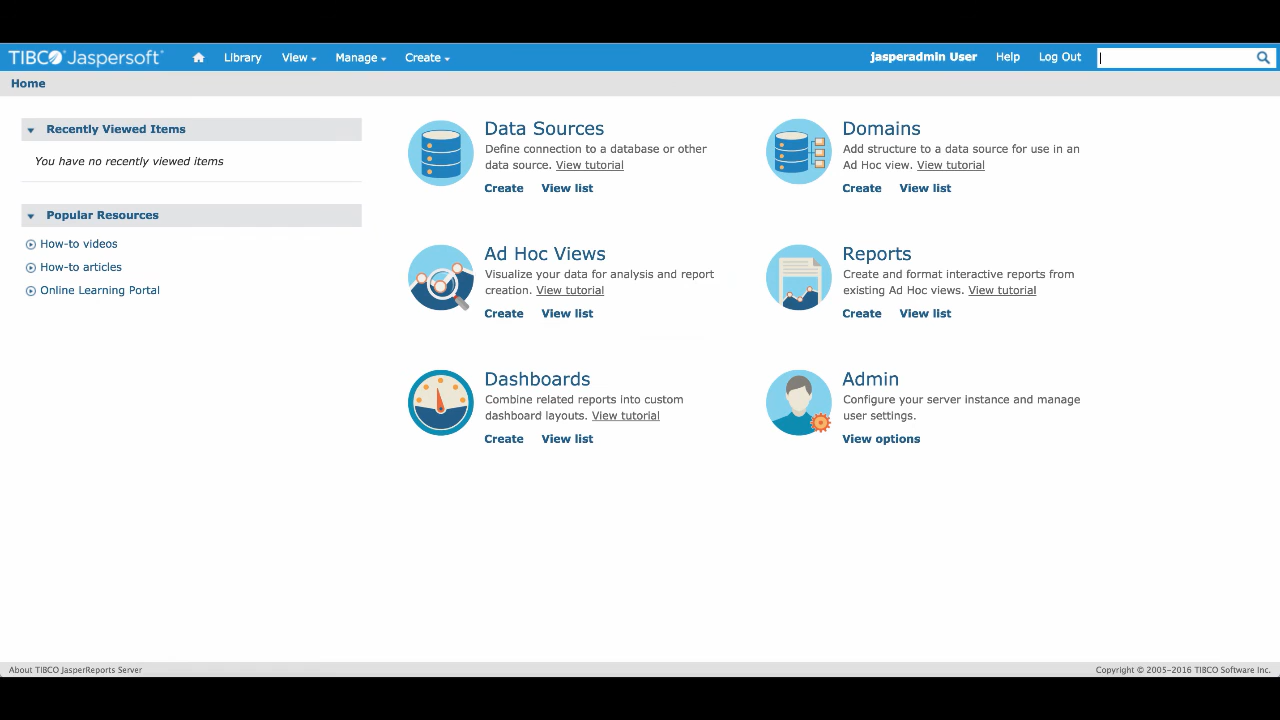 TIBCO Jaspersoft
Library
View
Manage
Create
jasperadmin User
Help
Log Out
Home
Recently Viewed Items
You have no recently viewed items
Popular Resources
How-to videos
How-to articles
Online Learning Portal
Data Sources
Define connection to a database or other
data source. View tutorial
Create View list
Domains
Add structure to a data source for use in an
Ad Hoc view. View tutorial
Create View list
Ad Hoc Views
Visualize your data for analysis and report
creation. View tutorial
Create View list
Reports
Create and format interactive reports from
existing Ad Hoc views. View tutorial
Create View list
Dashboards
Combine related reports into custom
dashboard layouts. View tutorial
Create View list
Admin
Configure your server instance and manage
user settings.
View options
About TIBCO JasperReports Server
Copyright © 2005–2016 TIBCO Software Inc.